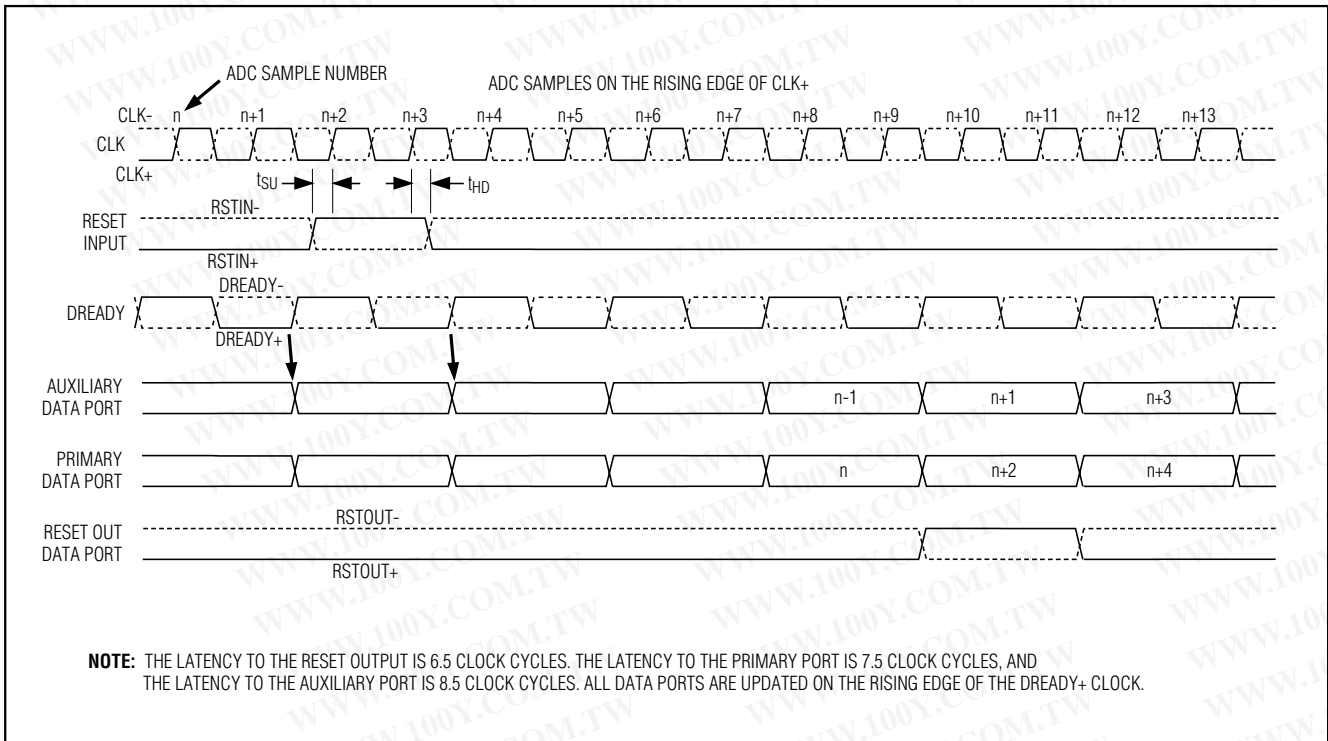 ADC SAMPLE NUMBER
ADC SAMPLES ON THE RISING EDGE OF CLK+
CLK- n n+1 n+2 n+3 n+4 n+5 n+6 n+7 n+8 n+9 n+10 n+11 n+12 n+13
CLK
CLK+
tSU tHD
RSTIN-
RESET
INPUT
RSTIN+
DREADY-
DREADY
DREADY+
AUXILIARY
DATA PORT
n-1 n+1 n+3
PRIMARY
DATA PORT
n n+2 n+4
RSTOUT-
RESET OUT
DATA PORT
RSTOUT+
NOTE: THE LATENCY TO THE RESET OUTPUT IS 6.5 CLOCK CYCLES. THE LATENCY TO THE PRIMARY PORT IS 7.5 CLOCK CYCLES, AND
THE LATENCY TO THE AUXILIARY PORT IS 8.5 CLOCK CYCLES. ALL DATA PORTS ARE UPDATED ON THE RISING EDGE OF THE DREADY+ CLOCK.
WWW.100Y.COM.TW